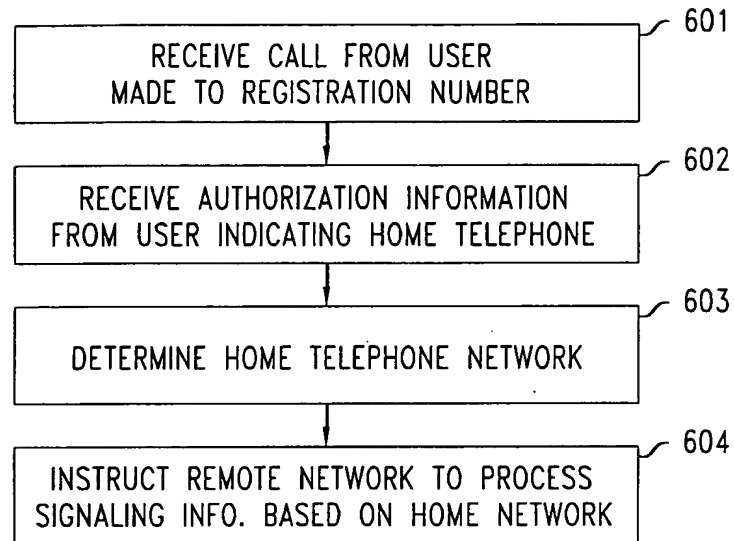 601
RECEIVE CALL FROM USER
MADE TO REGISTRATION NUMBER
602
RECEIVE AUTHORIZATION INFORMATION
FROM USER INDICATING HOME TELEPHONE
603
DETERMINE HOME TELEPHONE NETWORK
604
INSTRUCT REMOTE NETWORK TO PROCESS
SIGNALING INFO. BASED ON HOME NETWORK